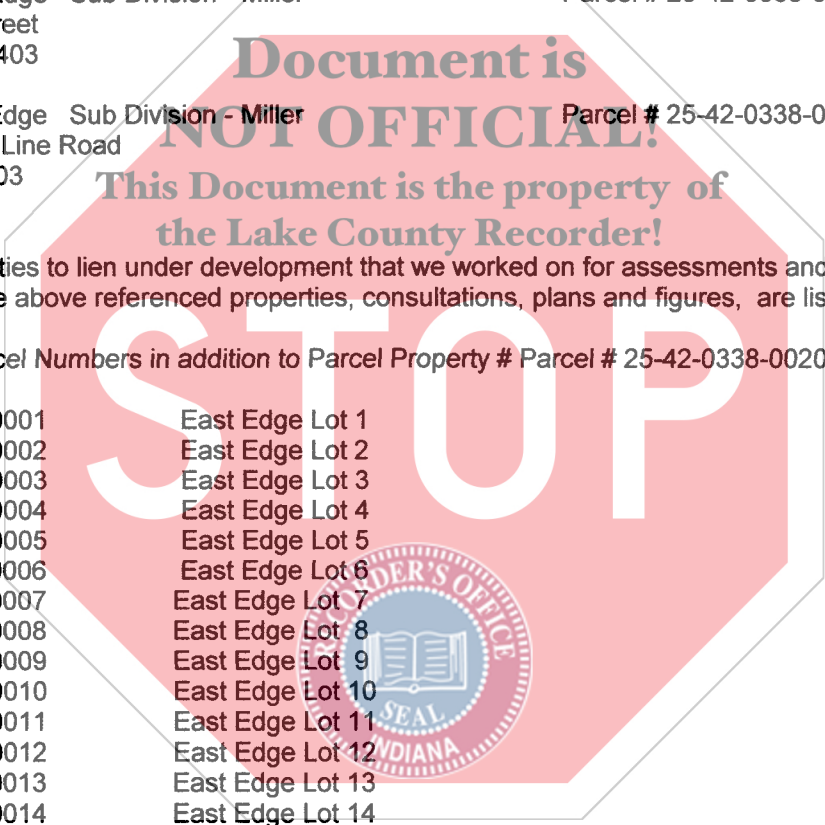 Sub Division - Miller
reet
403
Document is
Edge Sub Division - Miller Parcel # 25-42-0338-0
NOT OFFICIAL!
Line Road
03
This Document is the property of
the Lake County Recorder!
ties to lien under development that we worked on for assessments and
e above referenced properties, consultations, plans and figures, are lis
cel Numbers in addition to Parcel Property # Parcel # 25-42-0338-0020
STOP
0001 East Edge Lot 1
0002 East Edge Lot 2
0003 East Edge Lot 3
0004 East Edge Lot 4
0005 East Edge Lot 5
0006 East Edge Lot 6
0007 East Edge Lot 7
0008 East Edge Lot 8
0009 East Edge Lot 9
0010 East Edge Lot 10
0011 East Edge Lot 11
0012 East Edge Lot 12
0013 East Edge Lot 13
0014 East Edge Lot 14
RECORDER'S OFFICE
SEAL
INDIANA